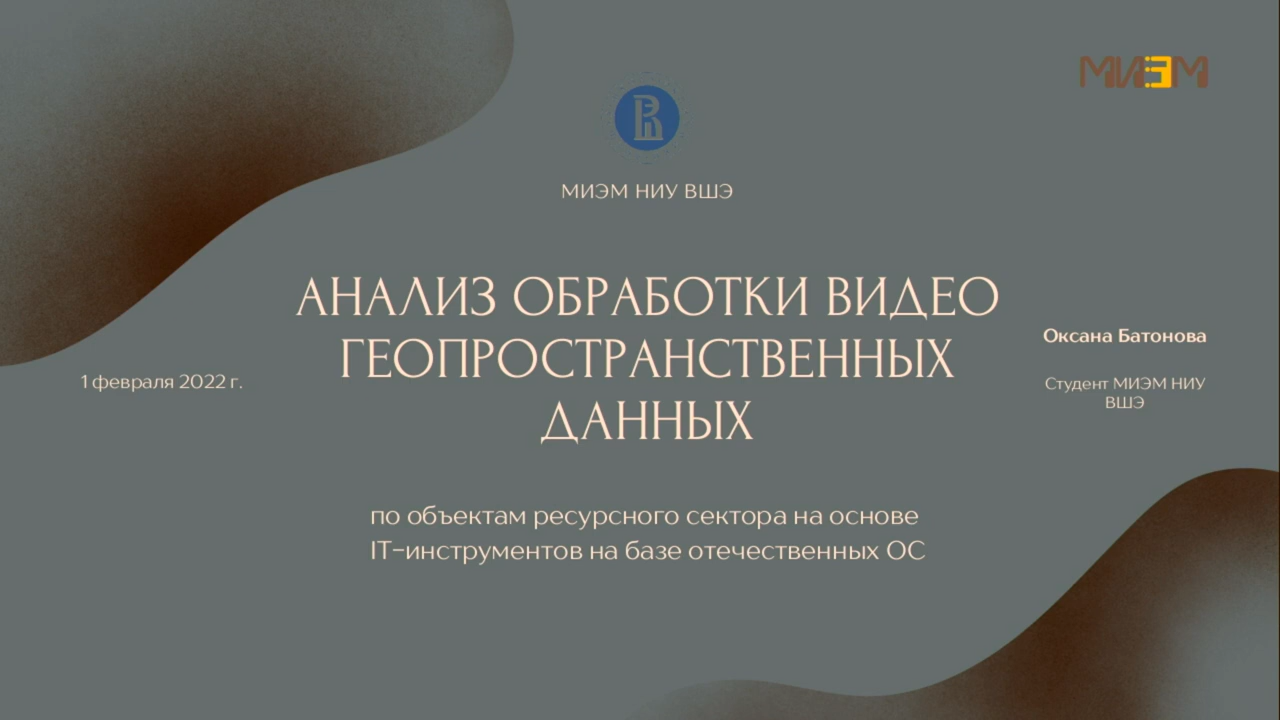 МИЭМ
МИЭМ НИУ ВШЭ
АНАЛИЗ ОБРАБОТКИ ВИДЕО
ГЕОПРОСТРАНСТВЕННЫХ
ДАННЫХ
1 февраля 2022 г.
Оксана Батонова
Студент МИЭМ НИУ
ВШЭ
по объектам ресурсного сектора на основе
IT-инструментов на базе отечественных ОС